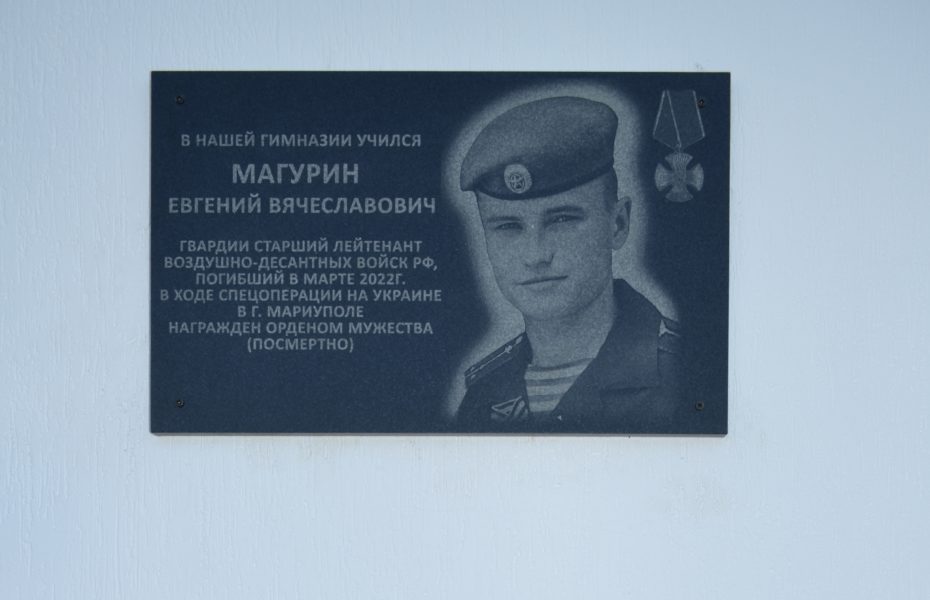 В НАШЕЙ ГИМНАЗИИ УЧИЛСЯ
МАГУРИН
ЕВГЕНИЙ ВЯЧЕСЛАВОВИЧ
ГВАРДИИ СТАРШИЙ ЛЕЙТЕНАНТ
ВОЗДУШНО-ДЕСАНТНЫХ ВОЙСК РФ,
ПОГИБШИЙ В МАРТЕ 2022Г.
В ХОДЕ СПЕЦОПЕРАЦИИ НА УКРАИНЕ
В Г. МАРИУПОЛЕ
НАГРАЖДЕН ОРДЕНОМ МУЖЕСТВА
(ПОСМЕРТНО)